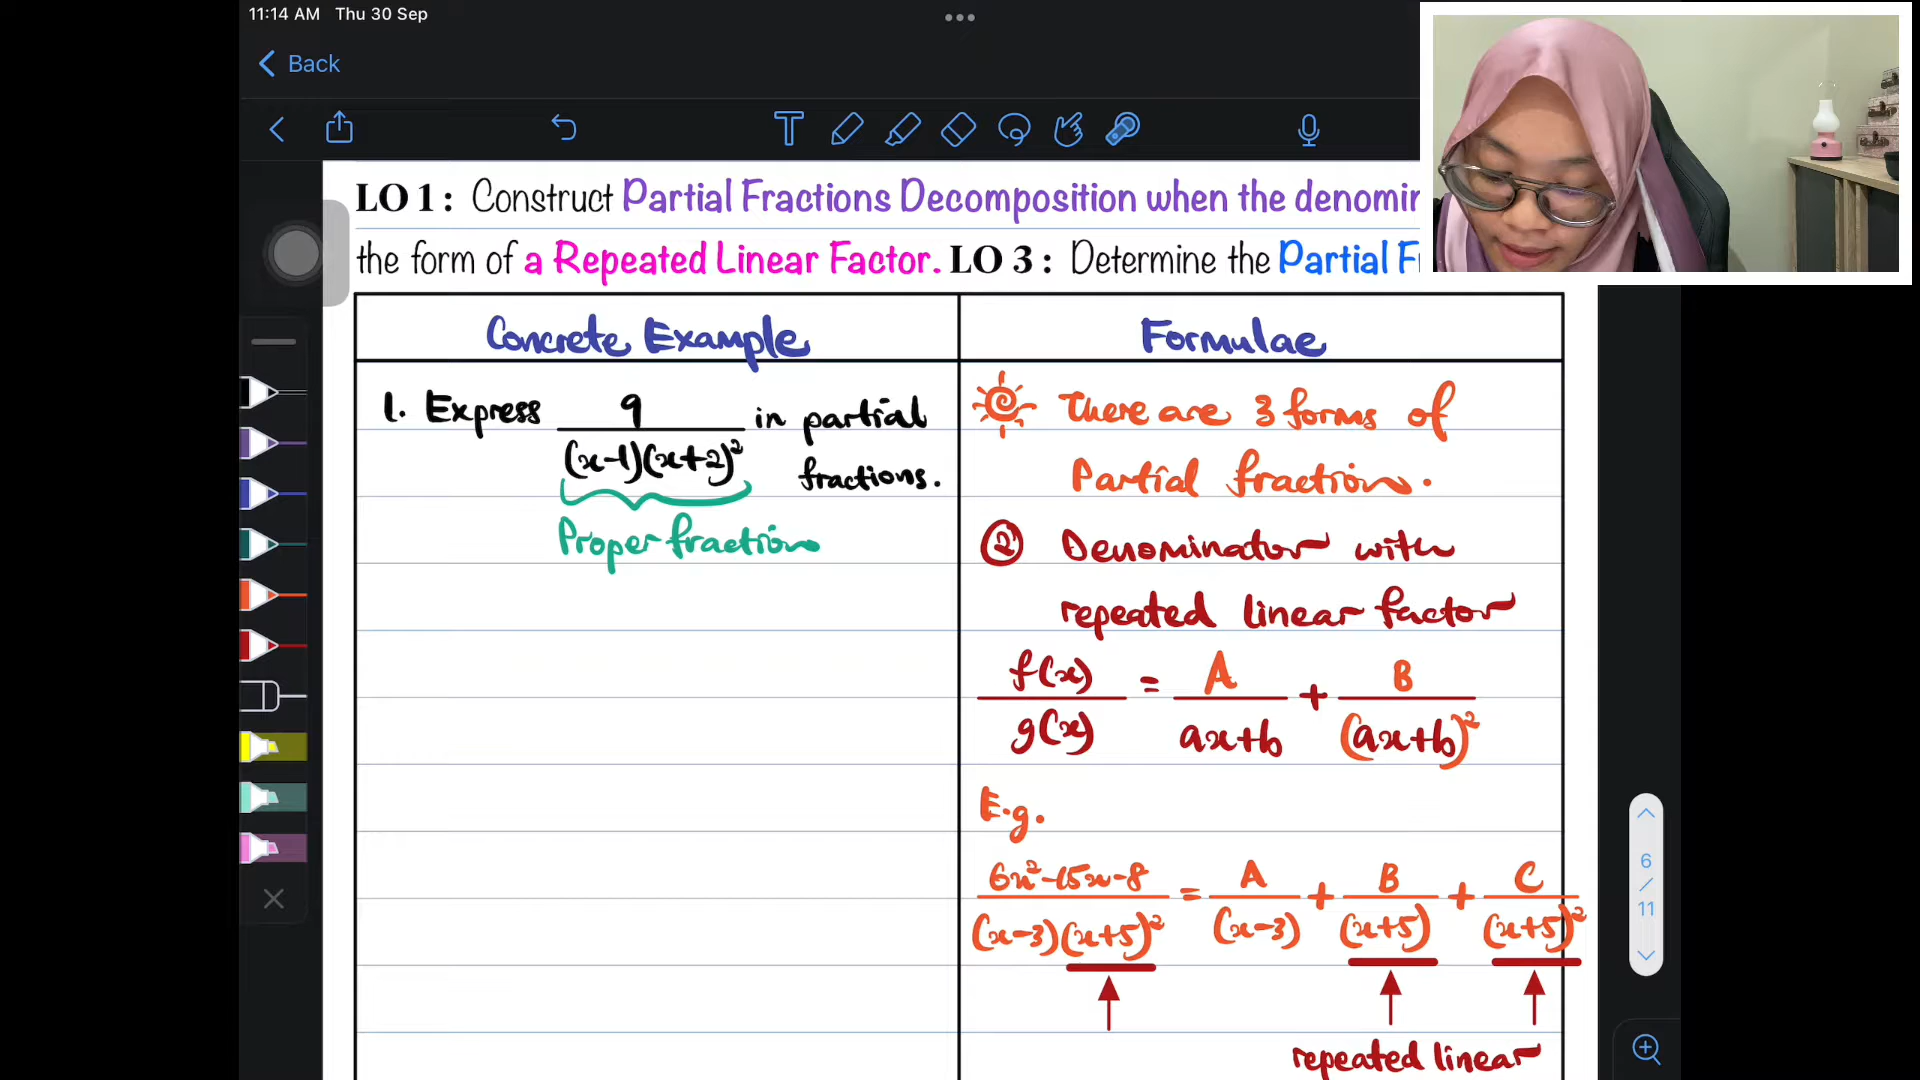 11:14 AM Thu 30 Sep
Back
LO 1 : Construct Partial Fractions Decomposition when the denomin
the form of a Repeated Linear Factor. LO 3 : Determine the Partial F
Concrete Example
Formulae
1. Express 9/(x-1)(x+2)² in partial fractions.
Proper fraction
There are 3 forms of
Partial fraction.
② Denominator with
repeated linear factor
f(x)/g(x) = A/ax+b + B/(ax+b)²
E.g.
6x²-15x-8/(x-3)(x+5)² = A/(x-3) + B/(x+5) + C/(x+5)²
repeated linear
6
/
11